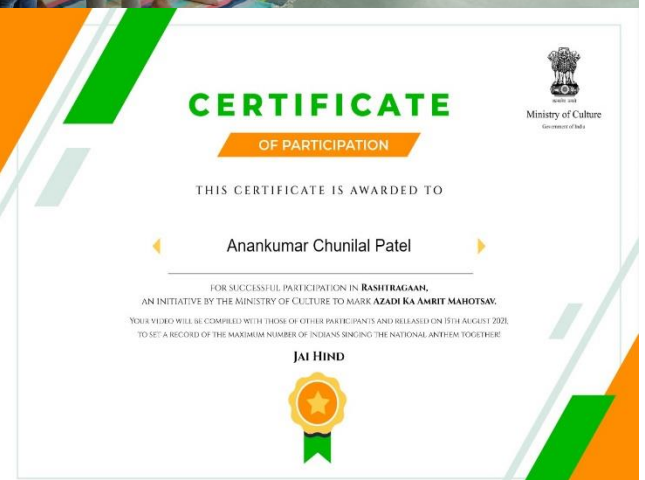 CERTIFICATE
OF PARTICIPATION
Ministry of Culture
Government of India
THIS CERTIFICATE IS AWARDED TO
Anankumar Chunilal Patel
FOR SUCCESSFUL PARTICIPATION IN RASHTRAGAAN,
AN INITIATIVE BY THE MINISTRY OF CULTURE TO MARK AZADI KA AMRIT MAHOTSAV.
YOUR VIDEO WILL BE COMPILED WITH THOSE OF OTHER PARTICIPANTS AND RELEASED ON 15TH AUGUST 2021,
TO SET A RECORD OF THE MAXIMUM NUMBER OF INDIANS SINGING THE NATIONAL ANTHEM TOGETHER!
JAI HIND